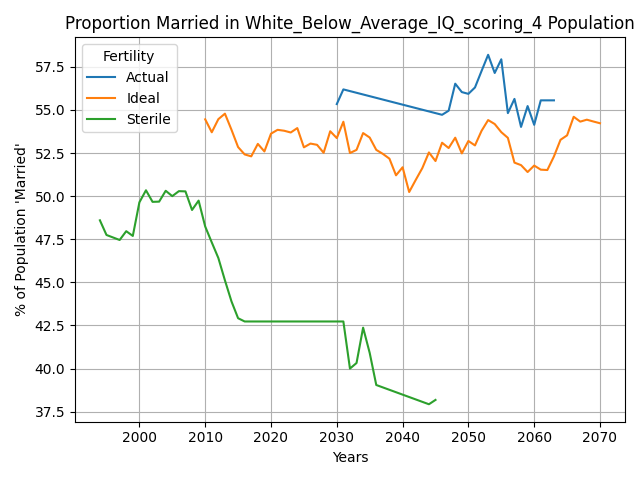 Proportion Married in White_Below_Average_IQ_scoring_4 Population
Fertility
Actual
Ideal
Sterile
% of Population 'Married'
57.5
55.0
52.5
50.0
47.5
45.0
42.5
40.0
37.5
2000 2010 2020 2030 2040 2050 2060 2070
Years